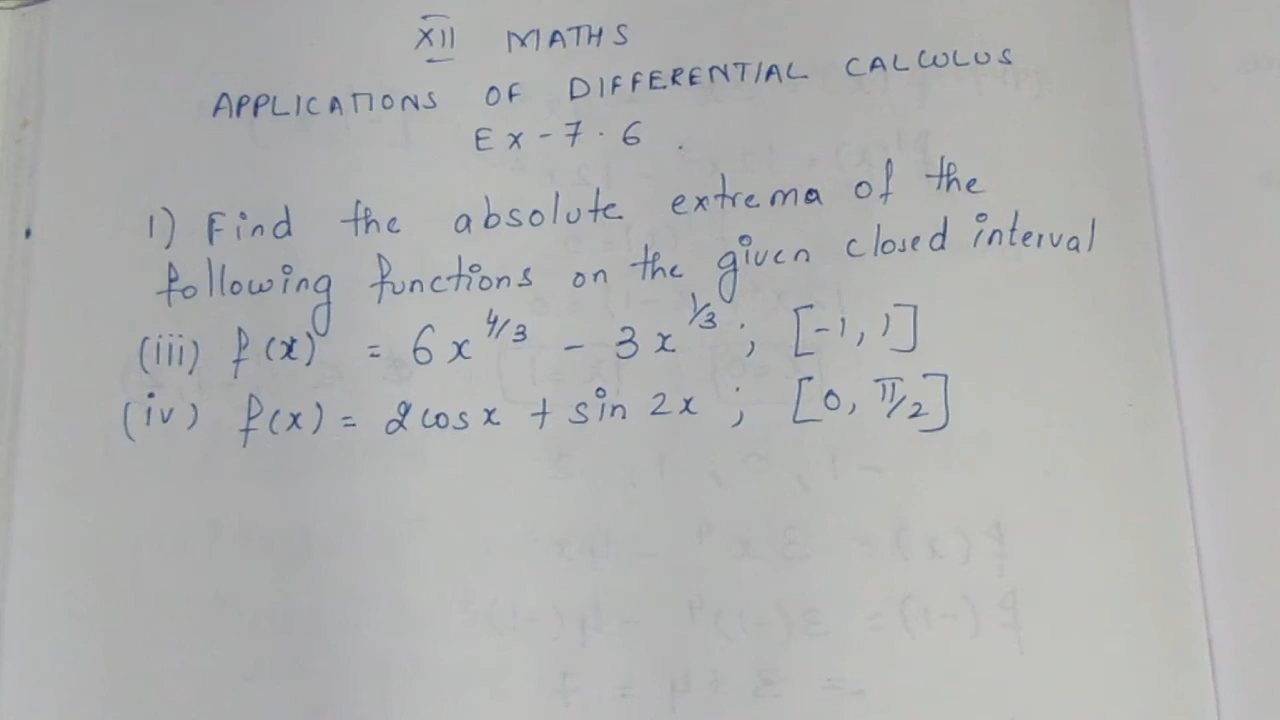 XII MATHS
APPLICATIONS OF DIFFERENTIAL CALCULUS
Ex-7.6.
1) Find the absolute extrema of the
following functions on the given closed interval
(iii) f(x) = 6x^4/3 - 3x^1/3 ; [-1, 1]
(iv) f(x) = 2cosx + sin 2x ; [0, π/2]